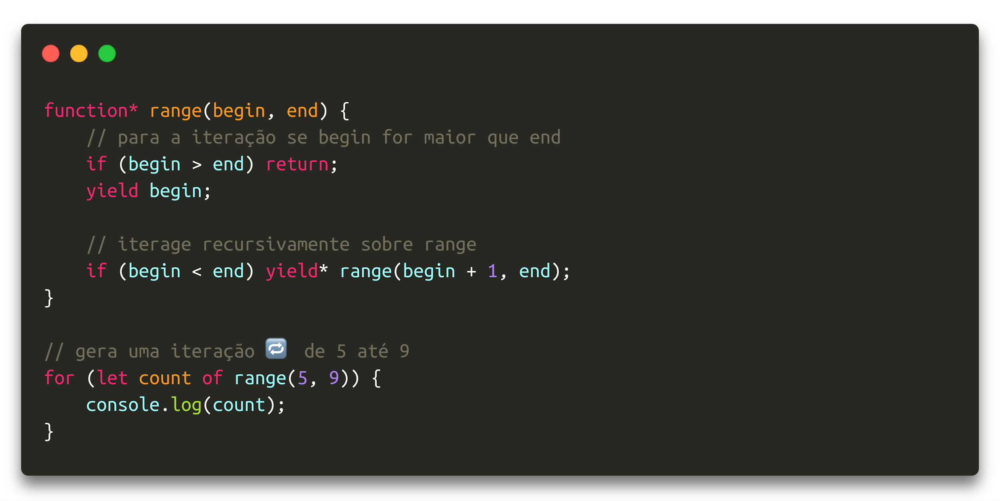 function* range(begin, end) {
    // para a iteração se begin for maior que end
    if (begin > end) return;
    yield begin;

    // iterage recursivamente sobre range
    if (begin < end) yield* range(begin + 1, end);
}

// gera uma iteração 🔁 de 5 até 9
for (let count of range(5, 9)) {
    console.log(count);
}